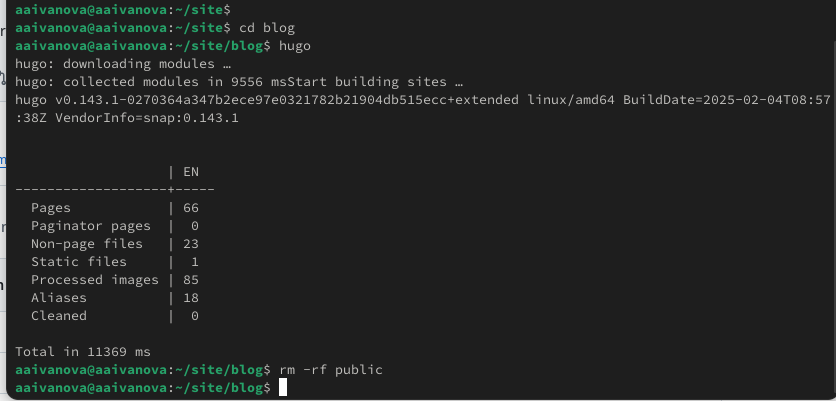 aaivanova@aaivanova:~/site$
aaivanova@aaivanova:~/site$ cd blog
aaivanova@aaivanova:~/site/blog$ hugo
hugo: downloading modules …
hugo: collected modules in 9556 msStart building sites …
hugo v0.143.1-0270364a347b2ece97e0321782b21904db515ecc+extended linux/amd64 BuildDate=2025-02-04T08:57
:38Z VendorInfo=snap:0.143.1
| EN
-------------------+-----
Pages | 66
Paginator pages | 0
Non-page files | 23
Static files | 1
Processed images | 85
Aliases | 18
Cleaned | 0
Total in 11369 ms
aaivanova@aaivanova:~/site/blog$ rm -rf public
aaivanova@aaivanova:~/site/blog$